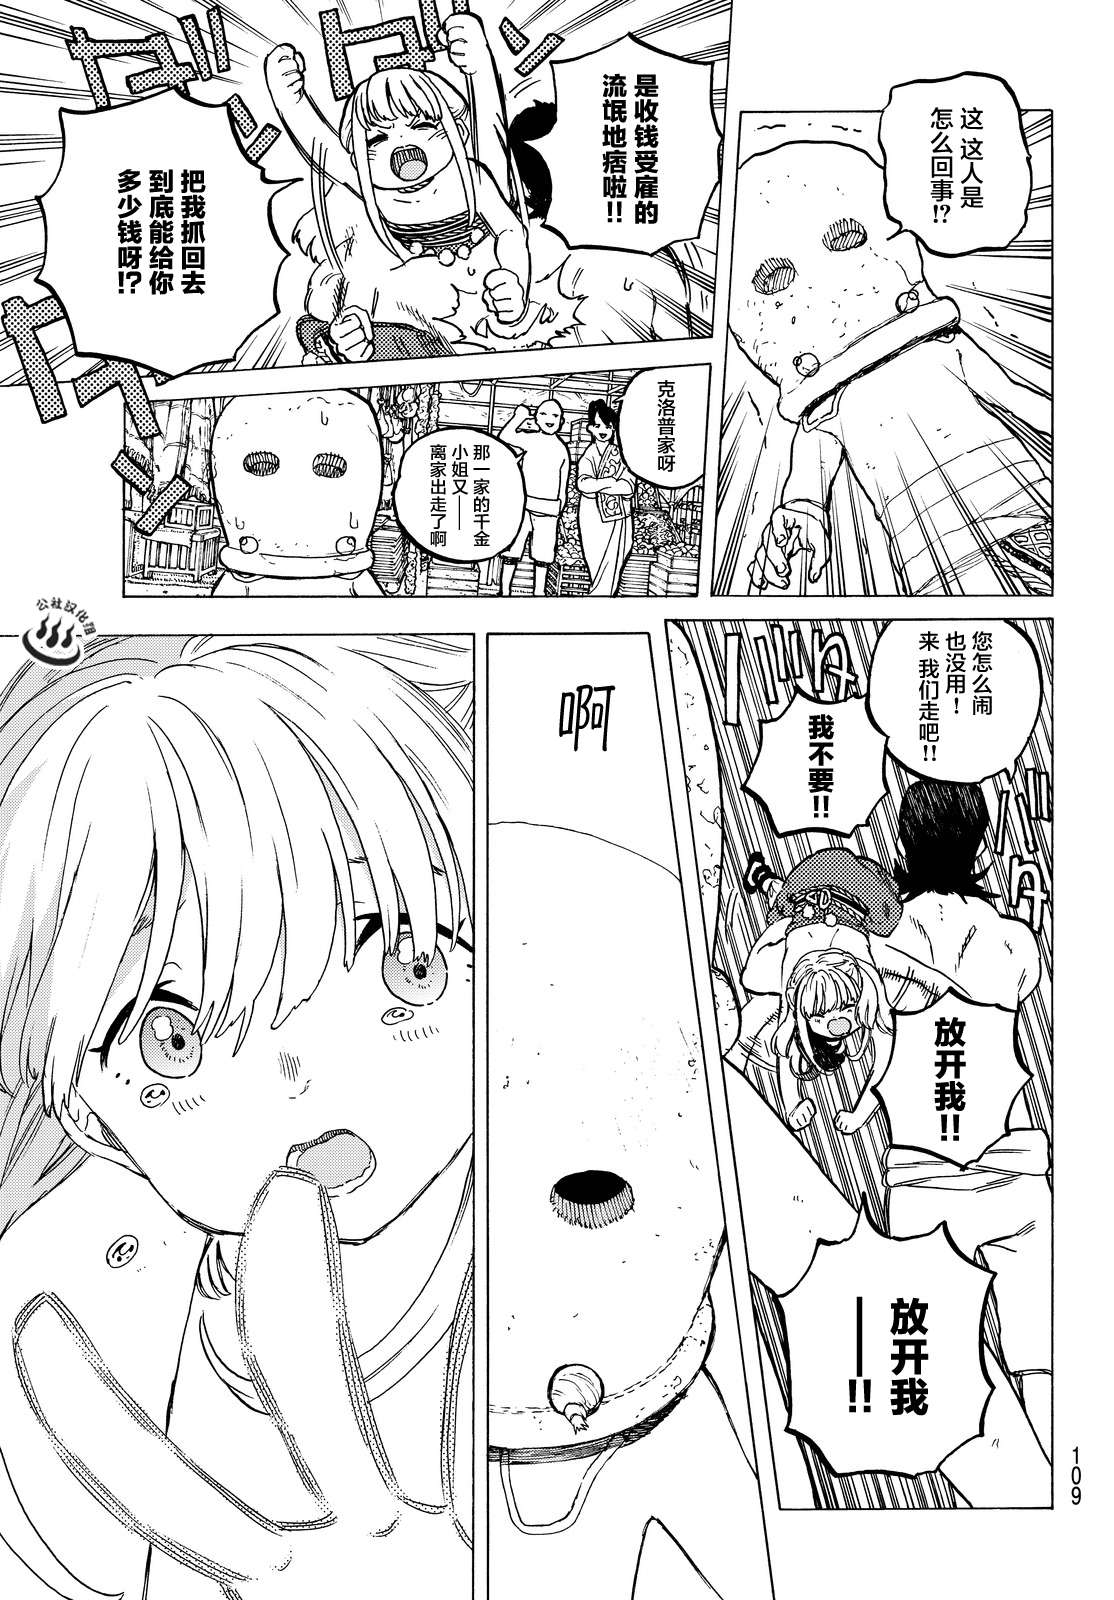 这 这人是
怎么回事!?
是收钱受雇的
流氓地痞啦!!
把我抓回去
到底能给你
多少钱呀!?
克洛普家呀
那一家的千金
小姐又——
离家出走了啊
您怎么闹
也没用！
来 我们走吧!!
我不要!!
放开我!!
放开我
——!!
啊
公社汉化组
109